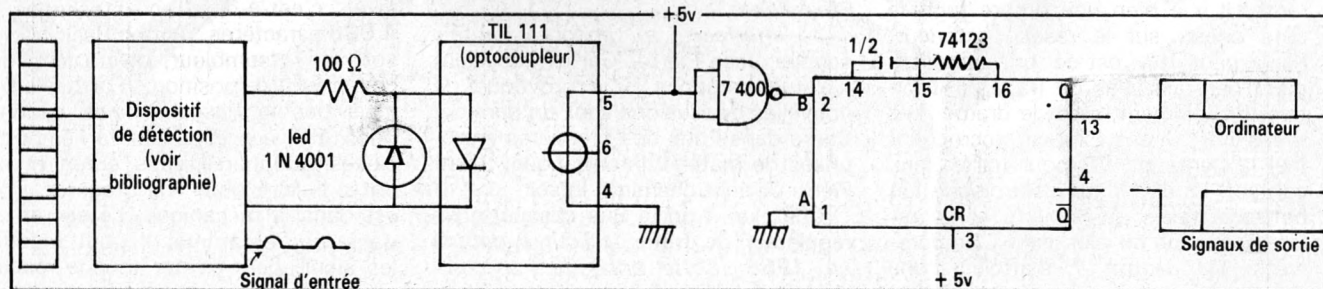 +5v
TIL 111
(optocoupleur)
100 Ω
1/2
74123
Dispositif
de détection
(voir
bibliographie)
led
1 N 4001
5
6
4
7 400
B
2
14
15
16
Q
13
Ordinateur
A
1
CR
3
4
Q̅
Signal d'entrée
+ 5v
Signaux de sortie